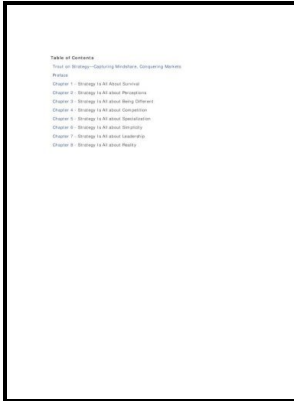 Table of Contents
Trout on Strategy—Capturing Mindshare, Conquering Markets
Preface
Chapter 1 - Strategy Is All About Survival
Chapter 2 - Strategy Is All about Perceptions
Chapter 3 - Strategy Is All about Being Different
Chapter 4 - Strategy Is All about Competition
Chapter 5 - Strategy Is All about Specialization
Chapter 6 - Strategy Is All about Simplicity
Chapter 7 - Strategy Is All about Leadership
Chapter 8 - Strategy Is All about Reality